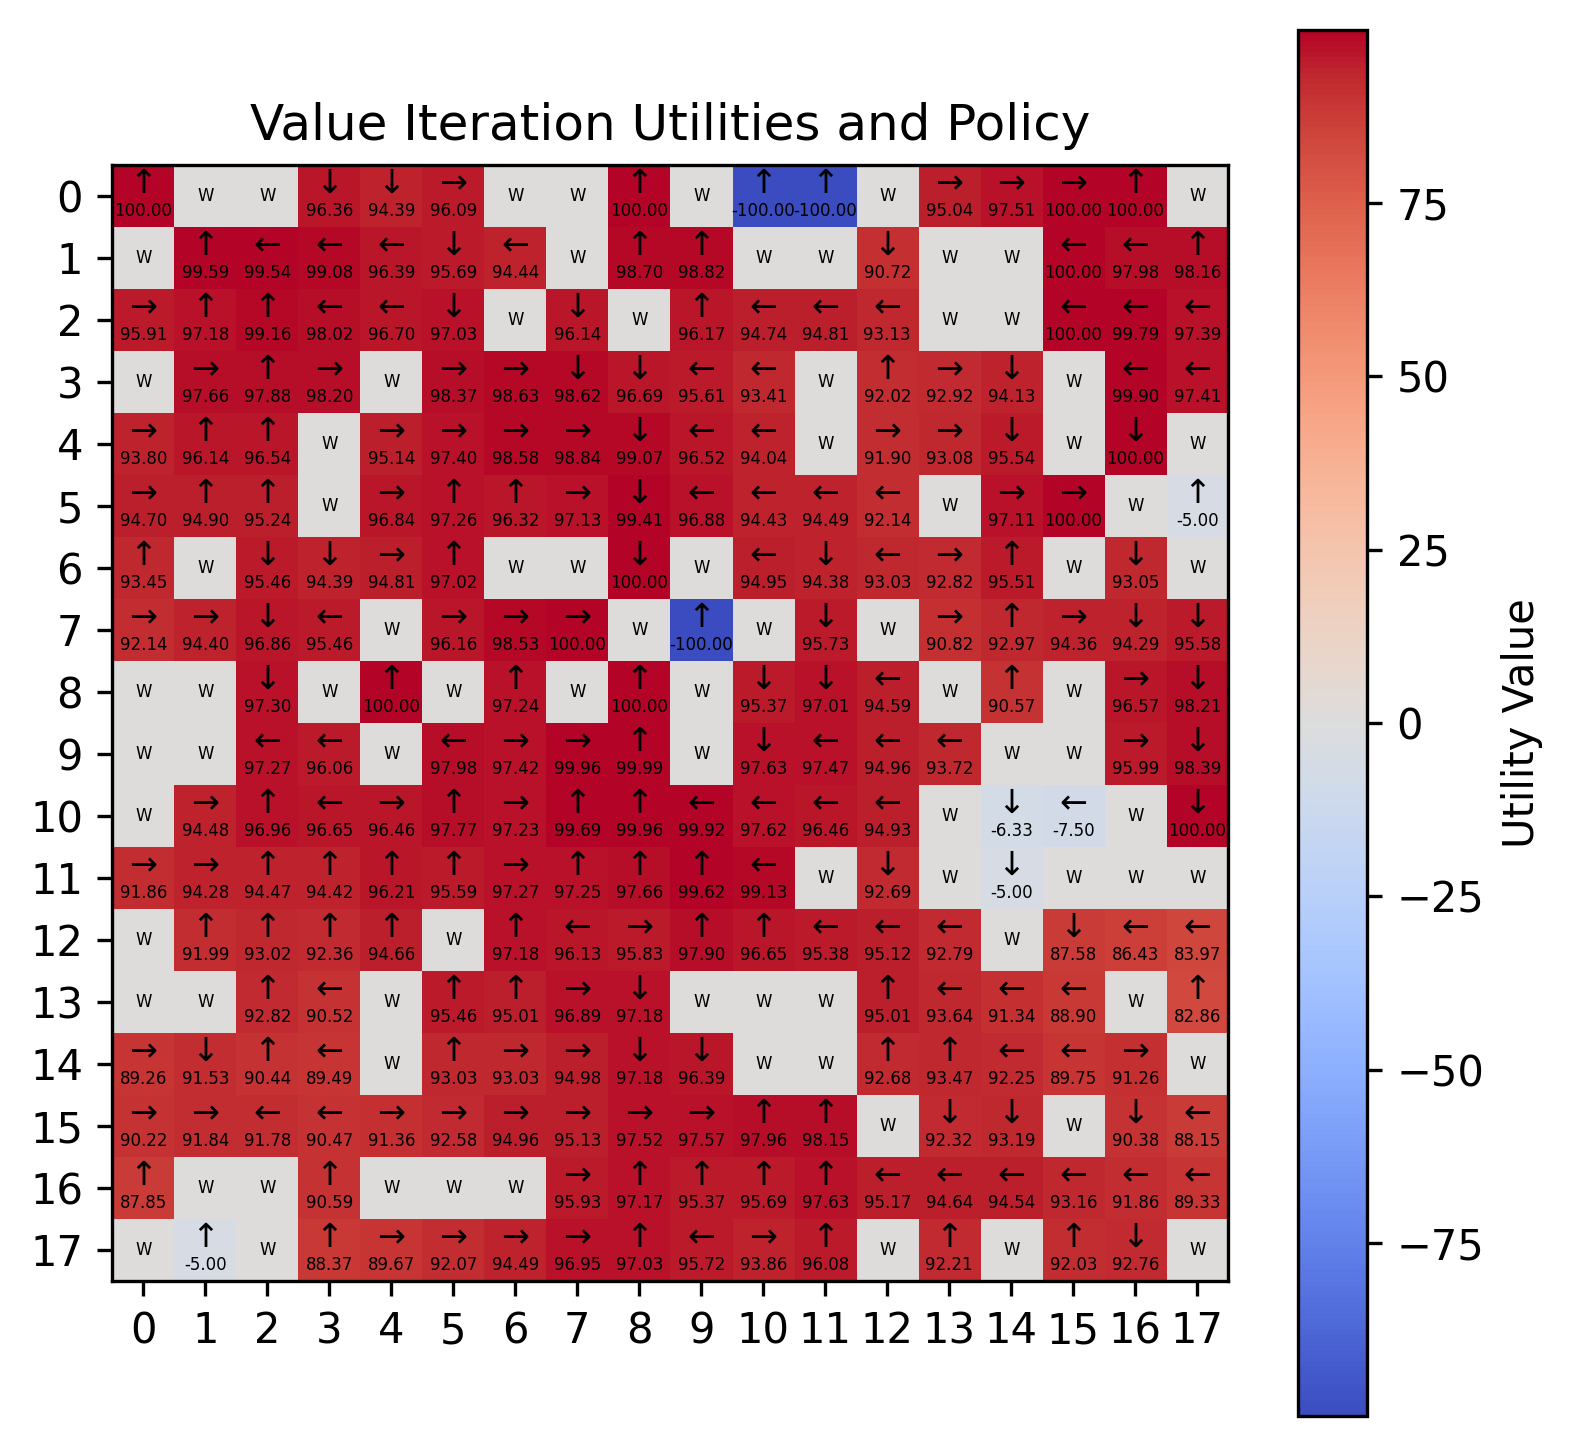 Value Iteration Utilities and Policy
0 ↑ W W ↓ ↓ → W W ↑ W ↑ ↑ W → → → ↑ W
100.00 96.36 94.39 96.09 100.00 -100.00 -100.00 95.04 97.51 100.00 100.00
1 W ↑ ← ← ← ↓ ← W ↑ ↑ W W ↓ W W ← ← ↑
99.59 99.54 99.08 96.39 95.69 94.44 98.70 98.82 90.72 100.00 97.98 98.16
2 → ↑ ↑ ← ← ↓ W ↓ W ↑ ← ← ← W W ← ← ←
95.91 97.18 99.16 98.02 96.70 97.03 96.14 96.17 94.74 94.81 93.13 100.00 99.79 97.39
3 W → ↑ → W → → ↓ ↓ ← ← W ↑ → ↓ W ← ←
97.66 97.88 98.20 98.37 98.63 98.62 96.69 95.61 93.41 92.02 92.92 94.13 99.90 97.41
4 → ↑ ↑ W → → → → ↓ ← ← W → → ↓ W ↓ W
93.80 96.14 96.54 95.14 97.40 98.58 98.84 99.07 96.52 94.04 91.90 93.08 95.54 100.00
5 → ↑ ↑ W → ↑ ↑ → ↓ ← ← ← ← W → → W ↑
94.70 94.90 95.24 96.84 97.26 96.32 97.13 99.41 96.88 94.43 94.49 92.14 97.11 100.00 -5.00
6 ↑ W ↓ ↓ → ↑ W W ↓ W ← ↓ ← → ↑ W ↓ W
93.45 95.46 94.39 94.81 97.02 100.00 94.95 94.38 93.03 92.82 95.51 93.05
7 → → ↓ ← W → → → W ↑ W ↓ W → ↑ → ↓ ↓
92.14 94.40 96.86 95.46 96.16 98.53 100.00 -100.00 95.73 90.82 92.97 94.36 94.29 95.58
8 W W ↓ W ↑ W ↑ W ↑ W ↓ ↓ ← W ↑ W → ↓
97.30 100.00 97.24 100.00 95.37 97.01 94.59 90.57 96.57 98.21
9 W W ← ← W ← → → ↑ W ↓ ← ← ← W W → ↓
97.27 96.06 97.98 97.42 99.96 99.99 97.63 97.47 94.96 93.72 95.99 98.39
10 W → ↑ ← → ↑ → ↑ ↑ ← ← ← ← W ↓ ← W ↓
94.48 96.96 96.65 96.46 97.77 97.23 99.69 99.96 99.92 97.62 96.46 94.93 -6.33 -7.50 100.00
11 → → ↑ ↑ ↑ ↑ → ↑ ↑ ↑ ← W ↓ W ↓ W W W
91.86 94.28 94.47 94.42 96.21 95.59 97.27 97.25 97.66 99.62 99.13 92.69 -5.00
12 W ↑ ↑ ↑ ↑ W ↑ ← → ↑ ↑ ← ← ← W ↓ ← ←
91.99 93.02 92.36 94.66 97.18 96.13 95.83 97.90 96.65 95.38 95.12 92.79 87.58 86.43 83.97
13 W W ↑ ← W ↑ ↑ → ↓ W W W ↑ ← ← ← W ↑
92.82 90.52 95.46 95.01 96.89 97.18 95.01 93.64 91.34 88.90 82.86
14 → ↓ ↑ ← W ↑ → → ↓ ↓ W W ↑ ↑ ← ← → W
89.26 91.53 90.44 89.49 93.03 93.03 94.98 97.18 96.39 92.68 93.47 92.25 89.75 91.26
15 → → ← ← → → → → → → ↑ ↑ W ↓ ↓ W ↓ ←
90.22 91.84 91.78 90.47 91.36 92.58 94.96 95.13 97.52 97.57 97.96 98.15 92.32 93.19 90.38 88.15
16 ↑ W W ↑ W W W → ↑ ↑ ↑ ↑ ← ← ← ← ← ←
87.85 90.59 95.93 97.17 95.37 95.69 97.63 95.17 94.64 94.54 93.16 91.86 89.33
17 W ↑ W ↑ → → → → ↑ ← → ↑ W ↑ W ↑ ↓ W
-5.00 88.37 89.67 92.07 94.49 96.95 97.03 95.72 93.86 96.08 92.21 92.03 92.76
0 1 2 3 4 5 6 7 8 9 10 11 12 13 14 15 16 17
75
50
25
0
−25
−50
−75
Utility Value